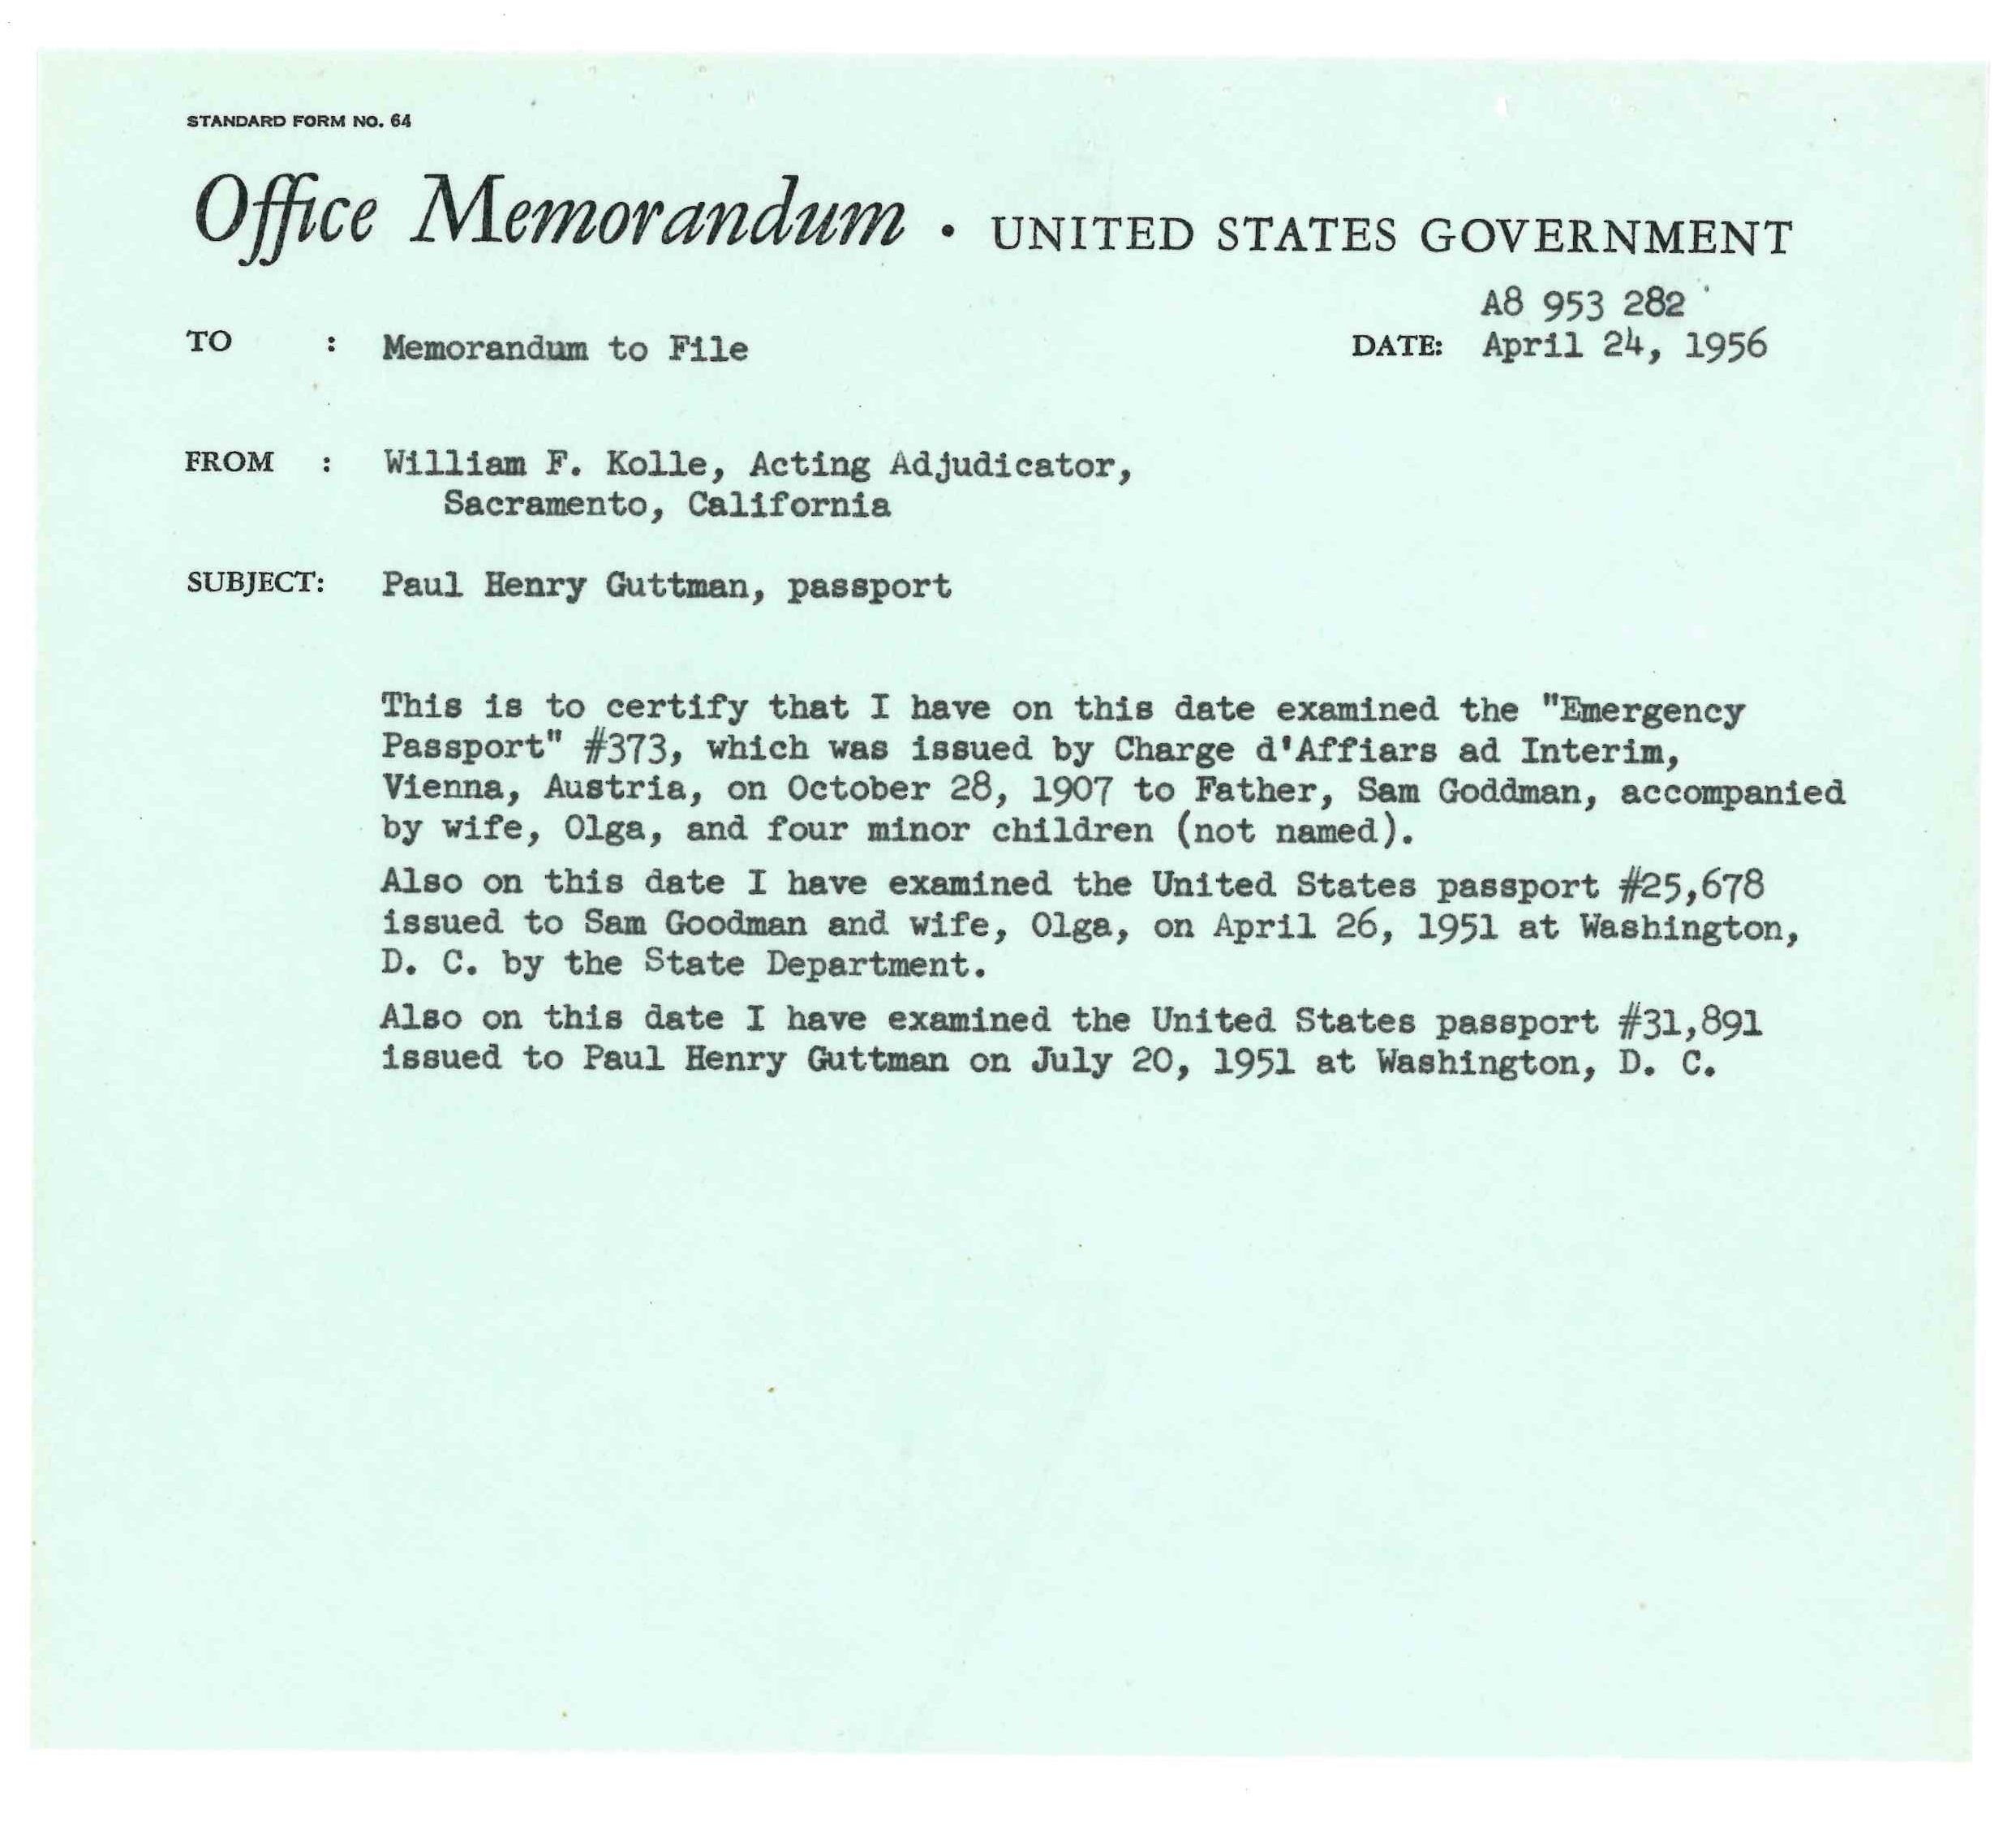 STANDARD FORM NO. 64
Office Memorandum • UNITED STATES GOVERNMENT
A8 953 282
TO : Memorandum to File DATE: April 24, 1956
FROM : William F. Kolle, Acting Adjudicator,
Sacramento, California
SUBJECT: Paul Henry Guttman, passport
This is to certify that I have on this date examined the "Emergency
Passport" #373, which was issued by Charge d'Affiars ad Interim,
Vienna, Austria, on October 28, 1907 to Father, Sam Goddman, accompanied
by wife, Olga, and four minor children (not named).
Also on this date I have examined the United States passport #25,678
issued to Sam Goodman and wife, Olga, on April 26, 1951 at Washington,
D. C. by the State Department.
Also on this date I have examined the United States passport #31,891
issued to Paul Henry Guttman on July 20, 1951 at Washington, D. C.